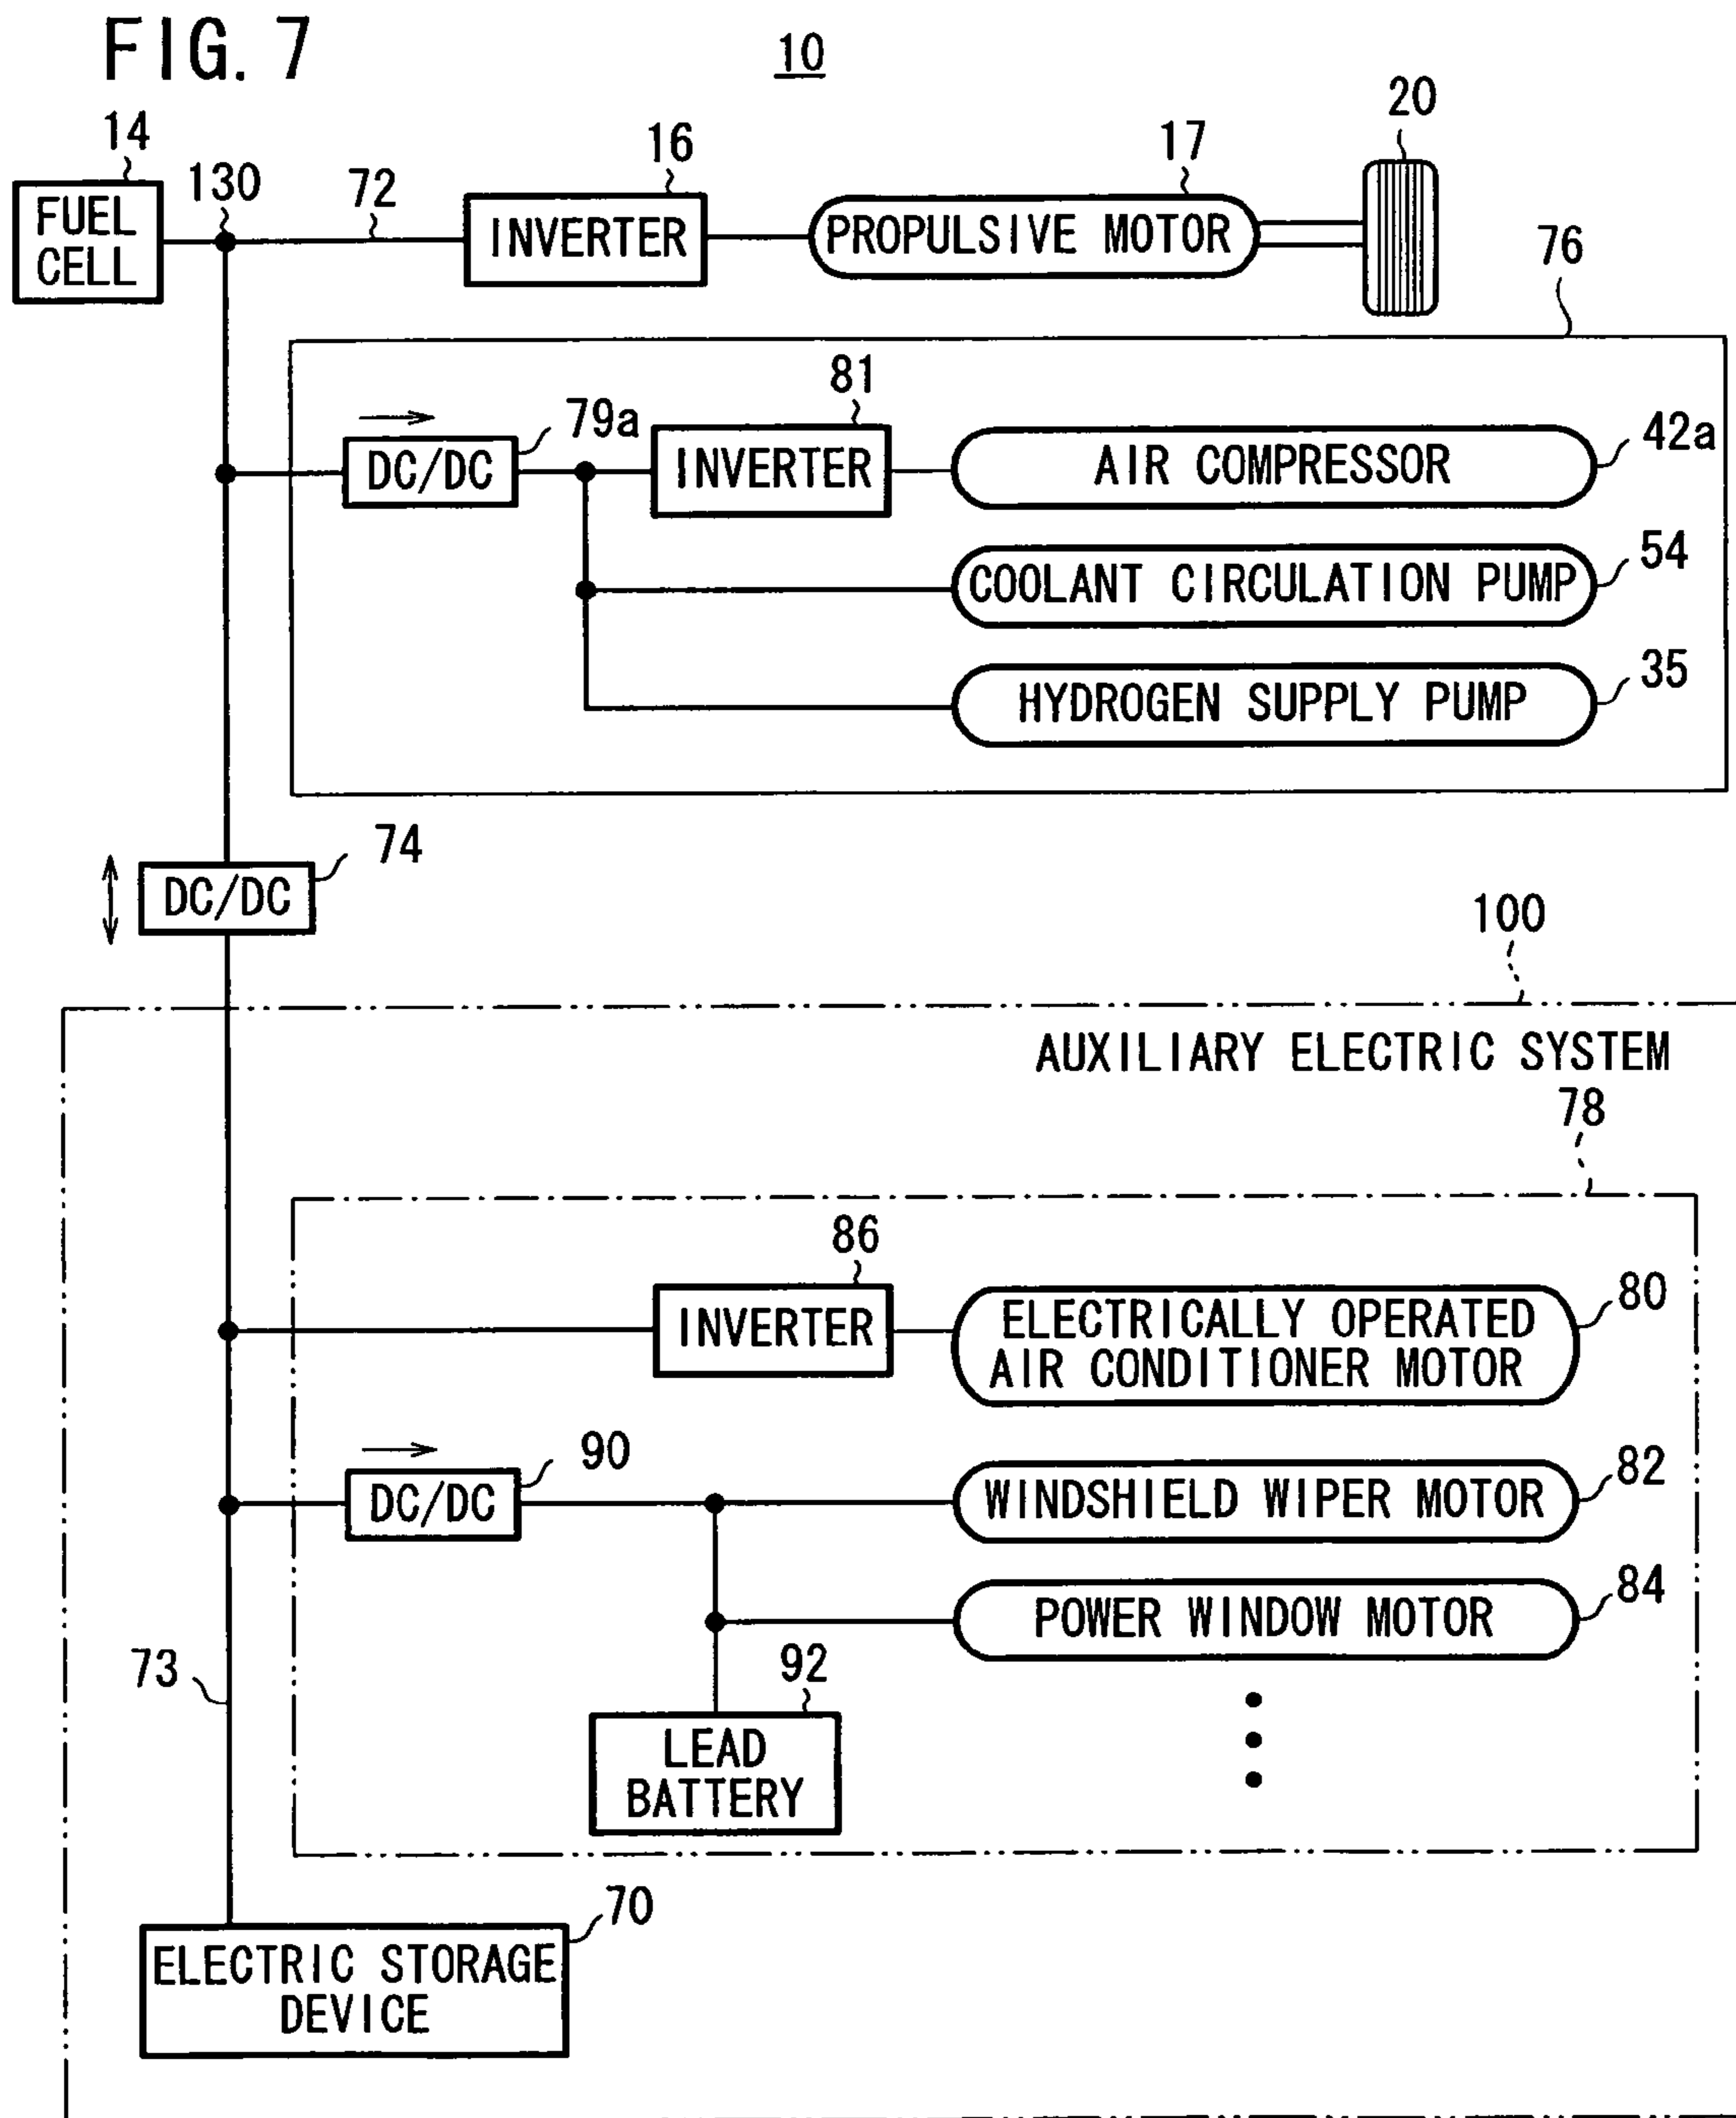 FIG. 7
10
14
130
72
16
17
20
FUEL
CELL
INVERTER
PROPULSIVE MOTOR
76
81
79a
42a
DC/DC
INVERTER
AIR COMPRESSOR
54
COOLANT CIRCULATION PUMP
35
HYDROGEN SUPPLY PUMP
74
DC/DC
100
AUXILIARY ELECTRIC SYSTEM
78
86
80
INVERTER
ELECTRICALLY OPERATED
AIR CONDITIONER MOTOR
90
82
DC/DC
WINDSHIELD WIPER MOTOR
84
POWER WINDOW MOTOR
73
92
LEAD
BATTERY
70
ELECTRIC STORAGE
DEVICE